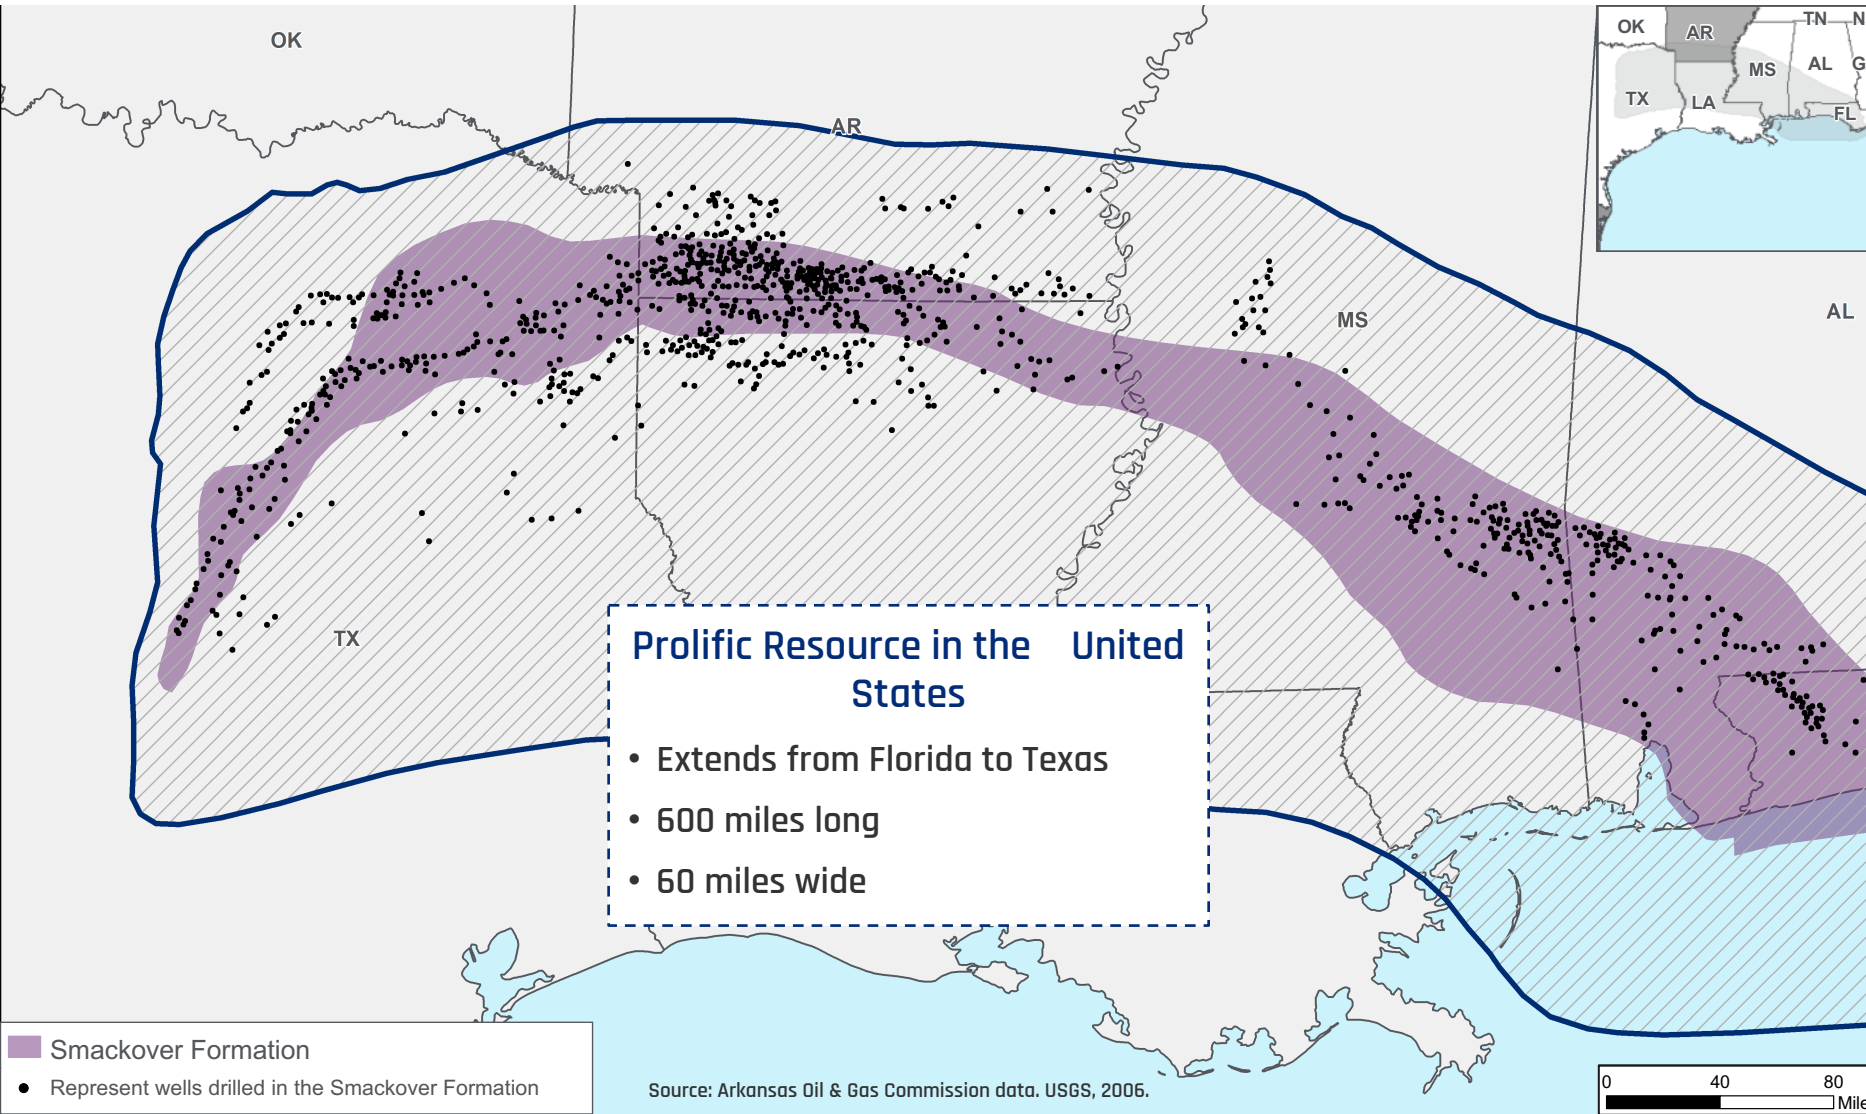 OK
AR
MS
AL
TX
OK
AR
TN
N
MS
AL
G
TX
LA
FL
Prolific Resource in the United
States
• Extends from Florida to Texas
• 600 miles long
• 60 miles wide
Smackover Formation
Represent wells drilled in the Smackover Formation
Source: Arkansas Oil & Gas Commission data. USGS, 2006.
0 40 80
Mile